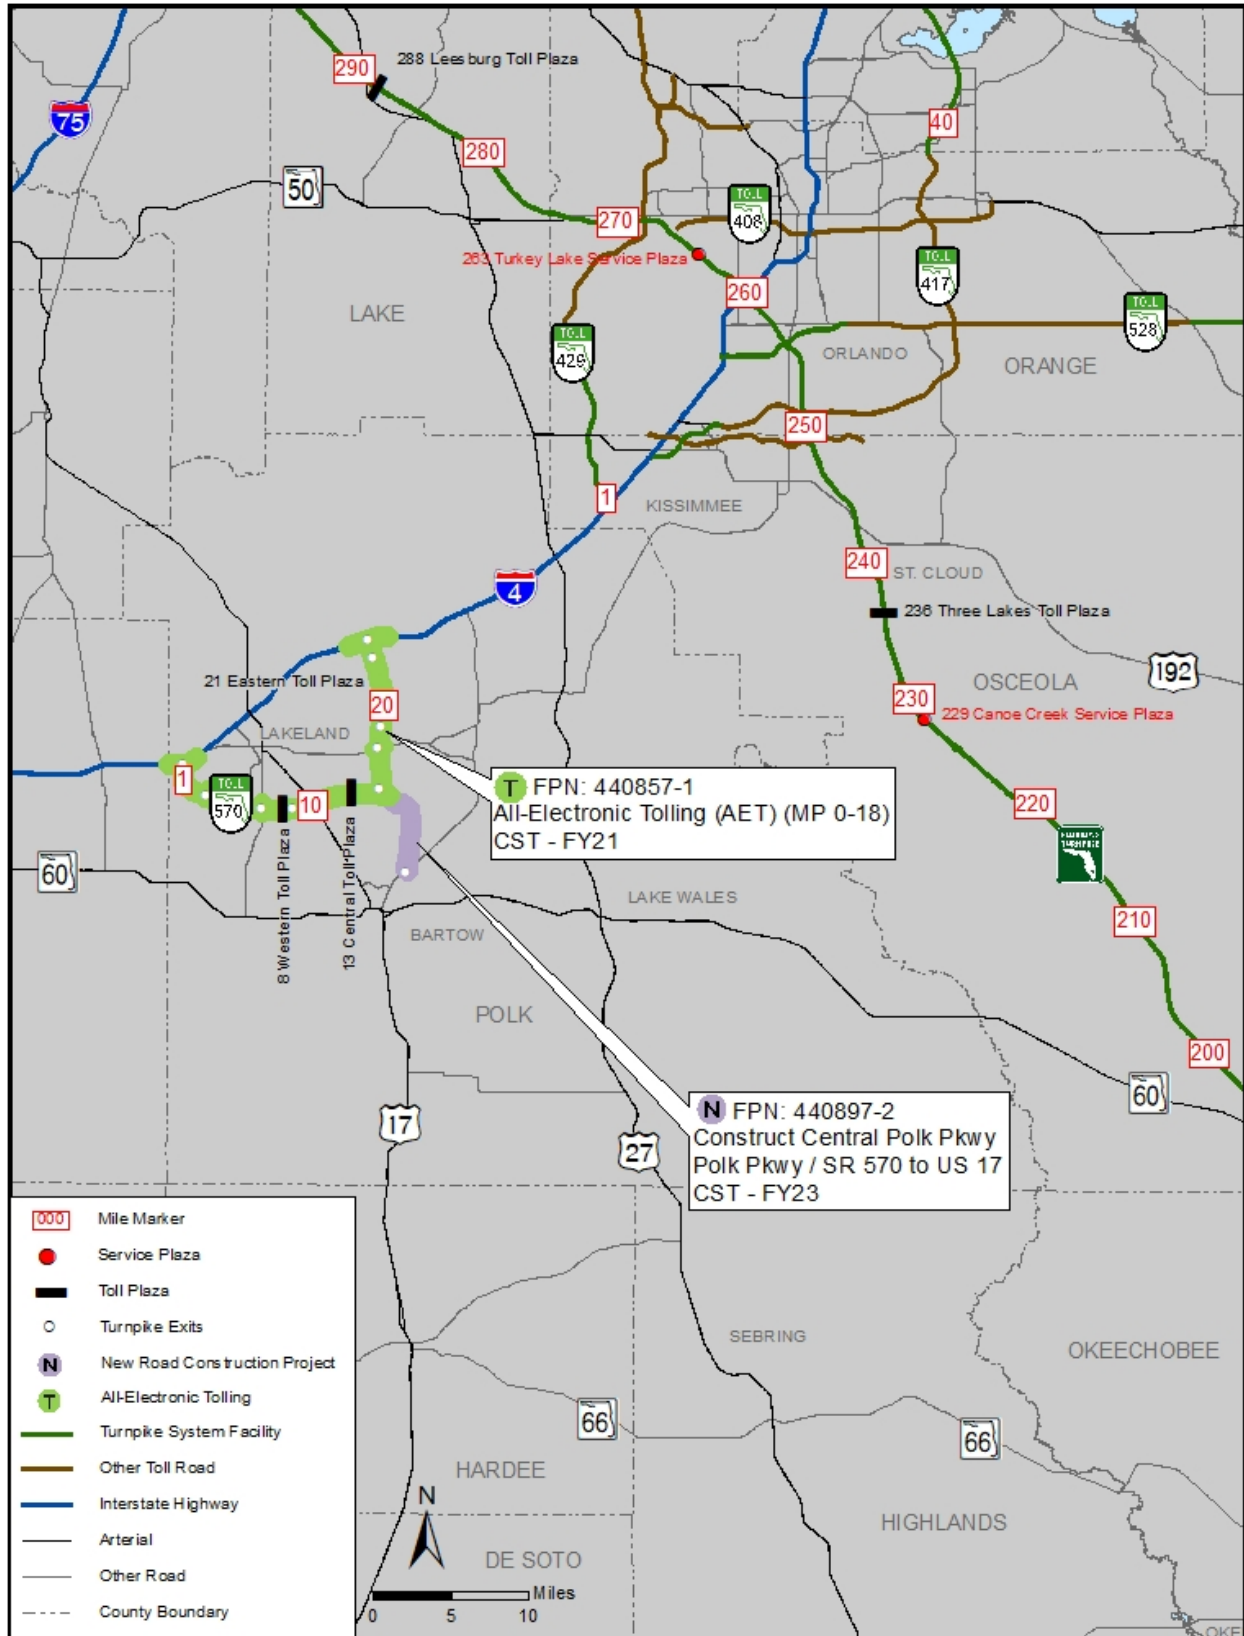 288 Leesburg Toll Plaza
290
75
40
280
50
TOLL
408
270
263 Turkey Lake Service Plaza
TOLL
417
260
LAKE
TOLL
528
TOLL
429
ORLANDO
ORANGE
250
1
KISSIMMEE
240
ST. CLOUD
4
236 Three Lakes Toll Plaza
192
21 Eastern Toll Plaza
OSCEOLA
230
20
229 Canoe Creek Service Plaza
LAKELAND
1
TOLL
570
10
T FPN: 440857-1
All-Electronic Tolling (AET) (MP 0-18)
CST - FY21
220
60
8 Western Toll Plaza
13 Central Toll Plaza
LAKE WALES
210
BARTOW
POLK
200
60
17
27
N FPN: 440897-2
Construct Central Polk Pkwy
Polk Pkwy / SR 570 to US 17
CST - FY23
SEBRING
OKEECHOBEE
66
66
HARDEE
HIGHLANDS
DE SOTO
OKE
000 Mile Marker
Service Plaza
Toll Plaza
Turnpike Exits
N New Road Construction Project
T All-Electronic Tolling
Turnpike System Facility
Other Toll Road
Interstate Highway
Arterial
Other Road
County Boundary
N
Miles
0 5 10